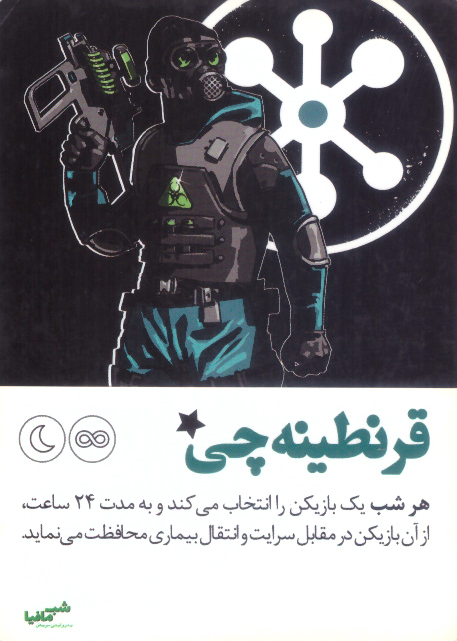 قرنطینه‌چی
هر شب یک بازیکن را انتخاب می‌کند و به مدت ۲۴ ساعت،
از آن بازیکن در مقابل سرایت و انتقال بیماری محافظت می‌نماید.
شب
مافیا